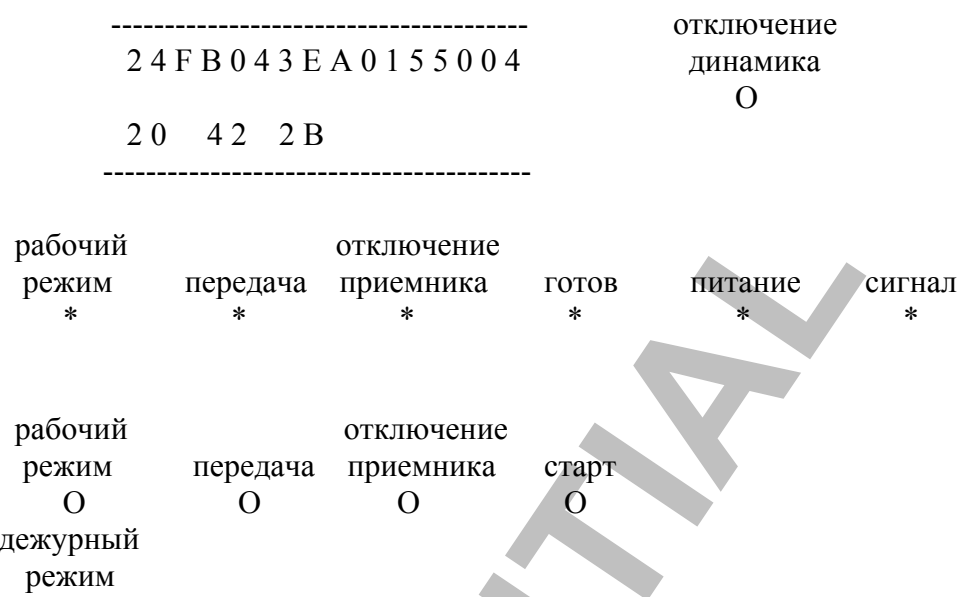 ----------------------------------------
2 4 F B 0 4 3 E A 0 1 5 5 0 0 4
2 0 4 2 2 B
-----------------------------------------
отключение
динамика
O
рабочий отключение
режим передача приемника готов питание сигнал
* * * * * *
рабочий отключение
режим передача приемника старт
O O O O
дежурный
режим